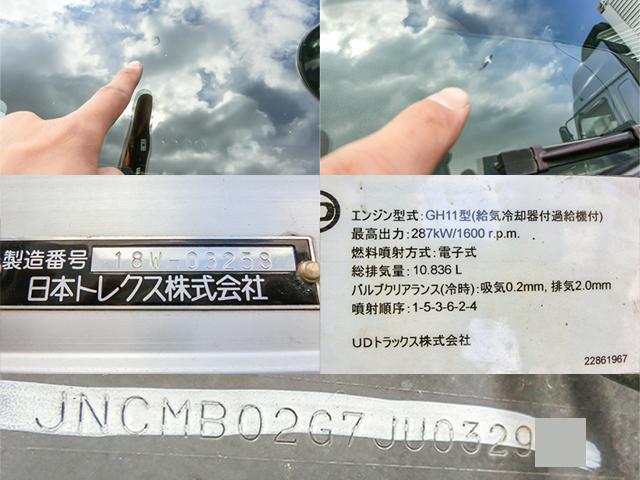 製造番号 18W-03238
日本トレクス株式会社
エンジン型式:GH11型(給気冷却器付過給機付)
最高出力:287kW/1600 r.p.m.
燃料噴射方式:電子式
総排気量:10.836 L
バルブクリアランス(冷時):吸気0.2mm, 排気2.0mm
噴射順序:1-5-3-6-2-4
UDトラックス株式会社
22861967
JNCMB02G7JU0329